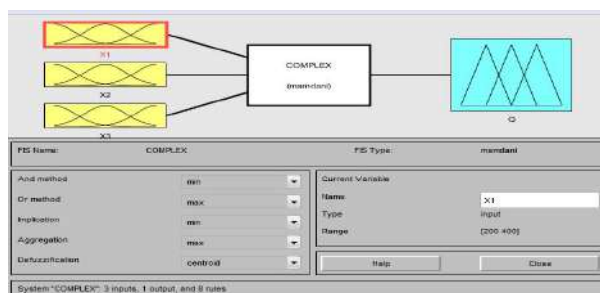 X1
COMPLEX
(mamdani)
X2
X3
Q
FIS Name: COMPLEX FIS Type: mamdani
And method min
Or method max
Implication min
Aggregation max
Defuzzification centroid
Current Variable
Name X1
Type input
Range [200 400]
Help Close
System "COMPLEX": 3 inputs, 1 output, and 8 rules